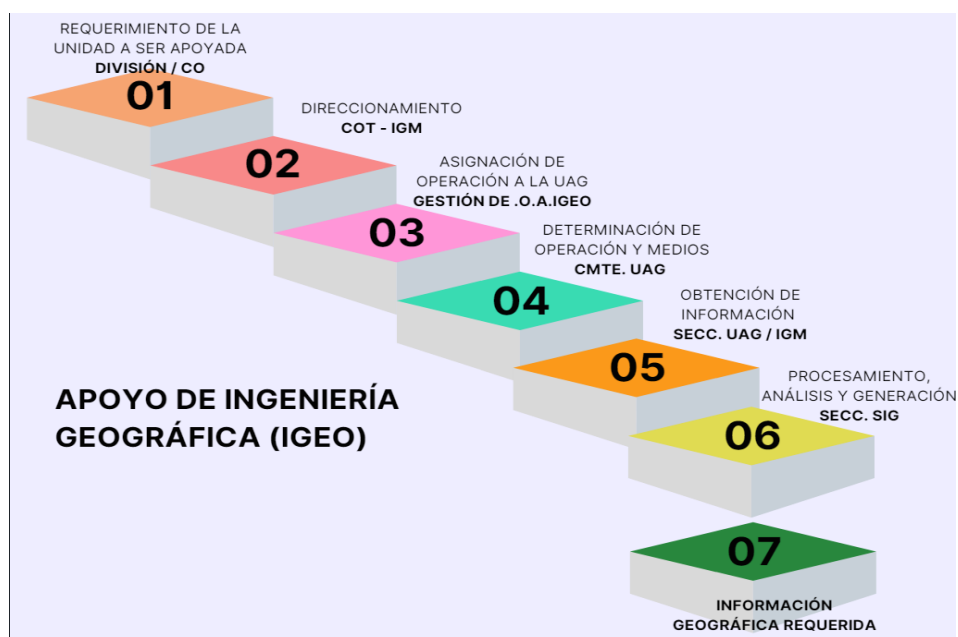 REQUERIMIENTO DE LA
UNIDAD A SER APOYADA
DIVISIÓN / CO
01
DIRECCIONAMIENTO
COT - IGM
02
ASIGNACIÓN DE
OPERACIÓN A LA UAG
GESTIÓN DE .O.A.IGEO
03
DETERMINACIÓN DE
OPERACIÓN Y MEDIOS
CMTE. UAG
04
OBTENCIÓN DE
INFORMACIÓN
SECC. UAG / IGM
05
PROCESAMIENTO,
ANÁLISIS Y GENERACIÓN
SECC. SIG
06
APOYO DE INGENIERÍA
GEOGRÁFICA (IGEO)
07
INFORMACIÓN
GEOGRÁFICA REQUERIDA